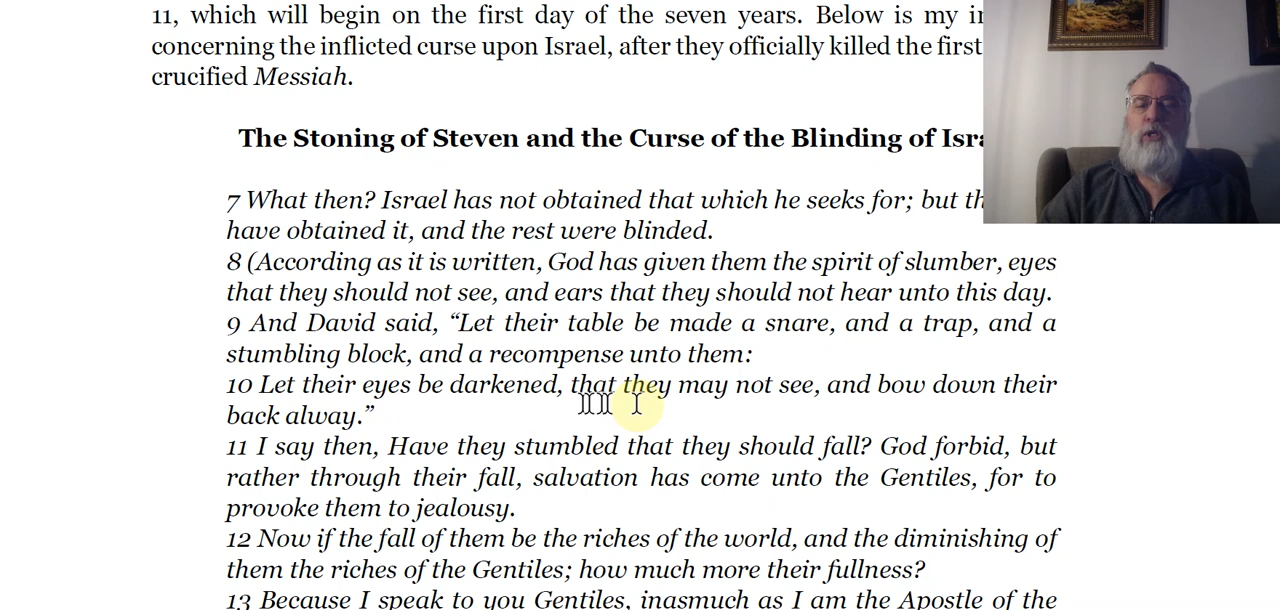 11, which will begin on the first day of the seven years. Below is my
concerning the inflicted curse upon Israel, after they officially killed the first
crucified Messiah.
The Stoning of Steven and the Curse of the Blinding of
7 What then? Israel has not obtained that which he seeks for; but
have obtained it, and the rest were blinded.
8 (According as it is written, God has given them the spirit of slumber, eyes
that they should not see, and ears that they should not hear unto this day.
9 And David said, “Let their table be made a snare, and a trap, and a
stumbling block, and a recompense unto them:
10 Let their eyes be darkened, that they may not see, and bow down their
back alway.”
11 I say then, Have they stumbled that they should fall? God forbid, but
rather through their fall, salvation has come unto the Gentiles, for to
provoke them to jealousy.
12 Now if the fall of them be the riches of the world, and the diminishing of
them the riches of the Gentiles; how much more their fullness?
13 Because I speak to you Gentiles, inasmuch as I am the Apostle of the